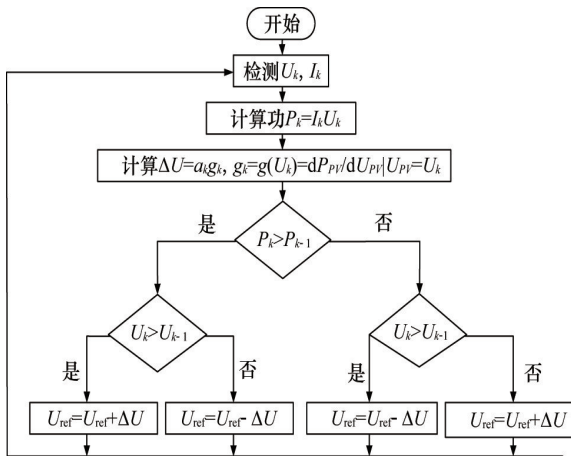 开始
检测U_k, I_k
计算功P_k=I_kU_k
计算ΔU=a_kg_k, g_k=g(U_k)=dP_PV/dU_PV|U_PV=U_k
是
否
P_k>P_k-1
U_k>U_k-1
U_k>U_k-1
是
否
是
否
U_ref=U_ref+ΔU
U_ref=U_ref-ΔU
U_ref=U_ref-ΔU
U_ref=U_ref+ΔU